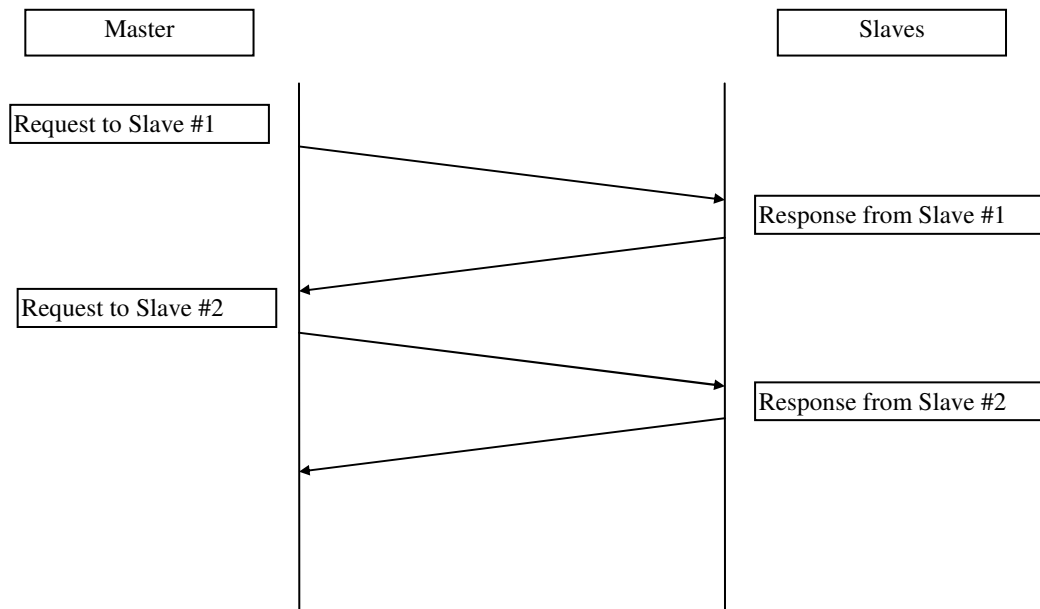 Master
Slaves
Request to Slave #1
Response from Slave #1
Request to Slave #2
Response from Slave #2